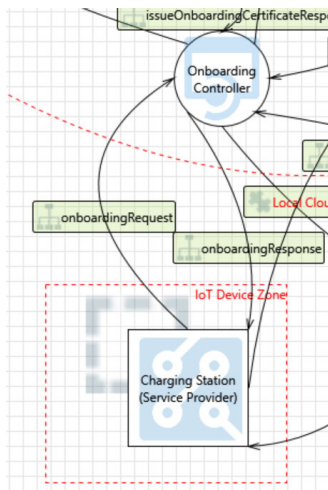 issueOnboardingCertificateResp
Onboarding
Controller
Local Clou
onboardingRequest
onboardingResponse
IoT Device Zone
Charging Station
(Service Provider)